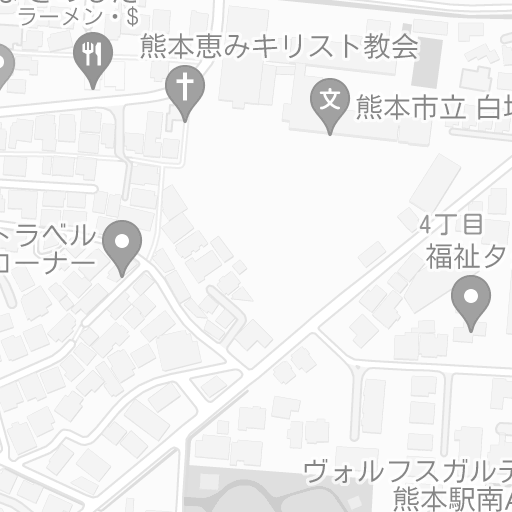 ラーメン・$
熊本恵みキリスト教会
文
熊本市立 白
トラベル
コーナー
4丁目
福祉タ
ヴォルフスガルテ
熊本駅南